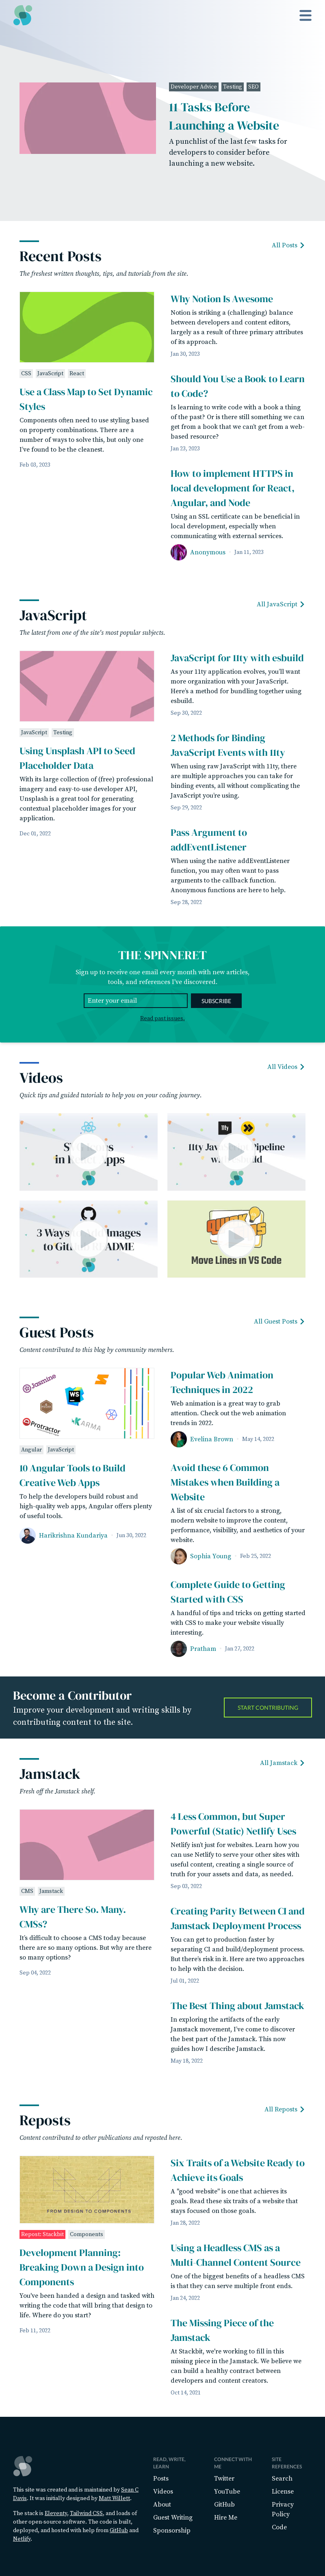 Developer Advice Testing SEO
11 Tasks Before
Launching a Website
A punchlist of the last few tasks for
developers to consider before
launching a new website.
All Posts
Recent Posts
The freshest written thoughts, tips, and tutorials from the site.
CSS JavaScript React
Use a Class Map to Set Dynamic
Styles
Components often need to use styling based
on property combinations. There are a
number of ways to solve this, but only one
I've found to be the cleanest.
Feb 03, 2023
Why Notion Is Awesome
Notion is striking a (challenging) balance
between developers and content editors,
largely as a result of three primary attributes
of its approach.
Jan 30, 2023
Should You Use a Book to Learn
to Code?
Is learning to write code with a book a thing
of the past? Or is there still something we can
get from a book that we can't get from a web-
based resource?
Jan 23, 2023
How to implement HTTPS in
local development for React,
Angular, and Node
Using an SSL certificate can be beneficial in
local development, especially when
communicating with external services.
Anonymous · Jan 11, 2023
All JavaScript
JavaScript
The latest from one of the site's most popular subjects.
JavaScript Testing
Using Unsplash API to Seed
Placeholder Data
With its large collection of (free) professional
imagery and easy-to-use developer API,
Unsplash is a great tool for generating
contextual placeholder images for your
application.
Dec 01, 2022
JavaScript for 11ty with esbuild
As your 11ty application evolves, you'll want
more organization with your JavaScript.
Here's a method for bundling together using
esbuild.
Sep 30, 2022
2 Methods for Binding
JavaScript Events with 11ty
When using raw JavaScript with 11ty, there
are multiple approaches you can take for
binding events, all without complicating the
JavaScript you're using.
Sep 29, 2022
Pass Argument to
addEventListener
When using the native addEventListener
function, you may often want to pass
arguments to the callback function.
Anonymous functions are here to help.
Sep 28, 2022
THE SPINNERET
Sign up to receive one email every month with new articles,
tools, and references I've discovered.
Enter your email
SUBSCRIBE
Read past issues.
All Videos
Videos
Quick tips and guided tutorials to help you on your coding journey.
11ty
3 Ways Images
to Git ADME
Move Lines in VS Code
All Guest Posts
Guest Posts
Content contributed to this blog by community members.
Jasmine
WS
Protractor
KARMA
Angular JavaScript
10 Angular Tools to Build
Creative Web Apps
To help the developers build robust and
high-quality web apps, Angular offers plenty
of useful tools.
Harikrishna Kundariya · Jun 30, 2022
Popular Web Animation
Techniques in 2022
Web animation is a great way to grab
attention. Check out the web animation
trends in 2022.
Evelina Brown · May 14, 2022
Avoid these 6 Common
Mistakes when Building a
Website
A list of six crucial factors to a strong,
modern website to improve the content,
performance, visibility, and aesthetics of your
website.
Sophia Young · Feb 25, 2022
Complete Guide to Getting
Started with CSS
A handful of tips and tricks on getting started
with CSS to make your website visually
interesting.
Pratham · Jan 27, 2022
Become a Contributor
Improve your development and writing skills by
contributing content to the site.
START CONTRIBUTING
All Jamstack
Jamstack
Fresh off the Jamstack shelf.
CMS Jamstack
Why are There So. Many.
CMSs?
It's difficult to choose a CMS today because
there are so many options. But why are there
so many options?
Sep 04, 2022
4 Less Common, but Super
Powerful (Static) Netlify Uses
Netlify isn't just for websites. Learn how you
can use Netlify to serve your other sites with
useful content, creating a single source of
truth for your assets and data, as needed.
Sep 02, 2022
Creating Parity Between CI and
Jamstack Deployment Process
You can get to production faster by
separating CI and build/deployment process.
But there's risk in it. Here are two approaches
to help with the decision.
Jul 01, 2022
The Best Thing about Jamstack
In exploring the artifacts of the early
Jamstack movement, I've come to discover
the best part of the Jamstack. This now
guides how I describe Jamstack.
May 18, 2022
All Reposts
Reposts
Content contributed to other publications and reposted here.
FROM DESIGN TO COMPONENTS
Repost: Stackbit Components
Development Planning:
Breaking Down a Design into
Components
You've been handed a design and tasked with
writing the code that will bring that design to
life. Where do you start?
Feb 11, 2022
Six Traits of a Website Ready to
Achieve its Goals
A "good website" is one that achieves its
goals. Read these six traits of a website that
stays focused on those goals.
Jan 28, 2022
Using a Headless CMS as a
Multi-Channel Content Source
One of the biggest benefits of a headless CMS
is that they can serve multiple front ends.
Jan 24, 2022
The Missing Piece of the
Jamstack
At Stackbit, we're working to fill in this
missing piece in the Jamstack. We believe we
can build a healthy contract between
developers and content creators.
Oct 14, 2021
This site was created and is maintained by Sean C
Davis. It was initially designed by Matt Willett.
The stack is Eleventy, Tailwind CSS, and loads of
other open source software. The code is built,
deployed, and hosted with help from GitHub and
Netlify.
READ, WRITE,
LEARN
Posts
Videos
About
Guest Writing
Sponsorship
CONNECT WITH
ME
Twitter
YouTube
GitHub
Hire Me
SITE
REFERENCES
Search
License
Privacy
Policy
Code